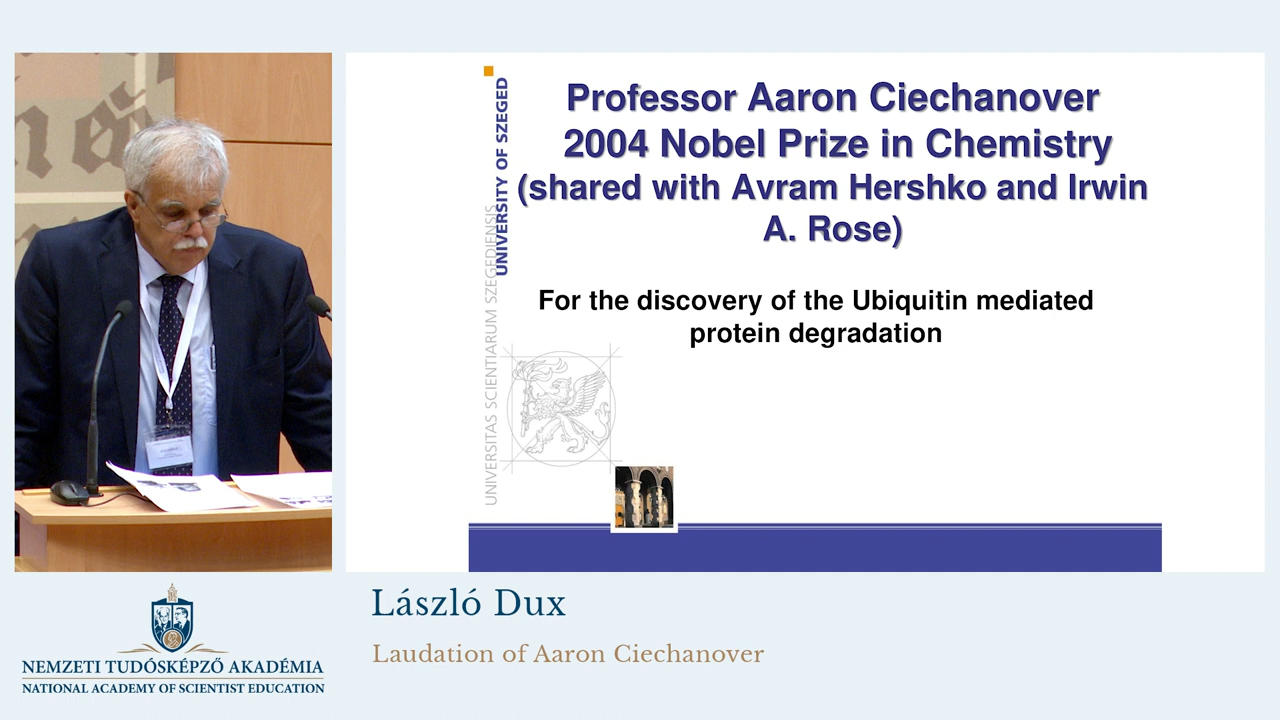 UNIVERSITY OF SZEGED
UNIVERSITAS SCIENTIARUM SZEGEDIENSIS
Professor Aaron Ciechanover
2004 Nobel Prize in Chemistry
(shared with Avram Hershko and Irwin
A. Rose)
For the discovery of the Ubiquitin mediated
protein degradation
László Dux
Laudation of Aaron Ciechanover
NEMZETI TUDÓSKÉPZŐ AKADÉMIA
NATIONAL ACADEMY OF SCIENTIST EDUCATION